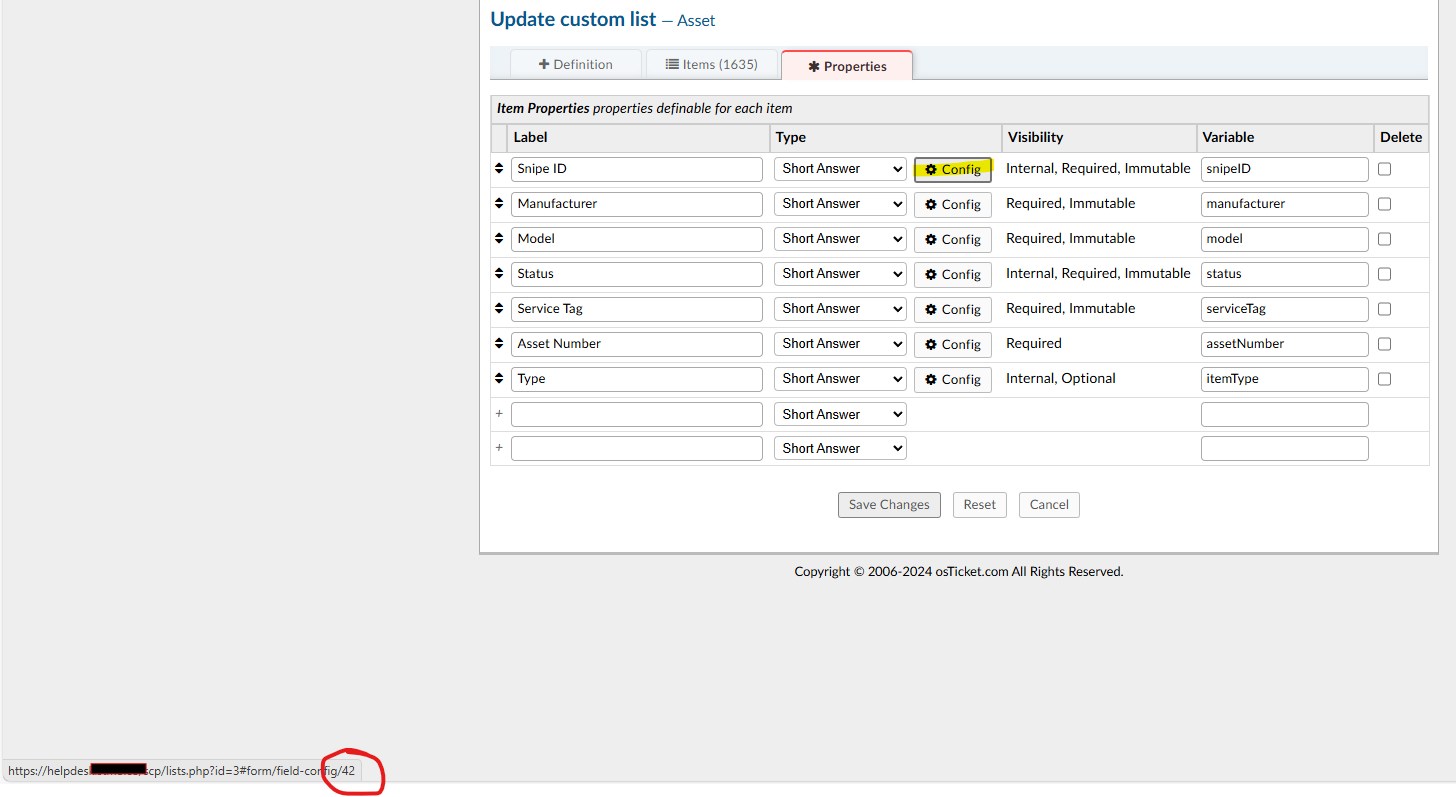 Update custom list — Asset
Definition Items (1635) Properties
Item Properties properties definable for each item
Label Type Visibility Variable Delete
Snipe ID Short Answer Config Internal, Required, Immutable snipeID
Manufacturer Short Answer Config Required, Immutable manufacturer
Model Short Answer Config Required, Immutable model
Status Short Answer Config Internal, Required, Immutable status
Service Tag Short Answer Config Required, Immutable serviceTag
Asset Number Short Answer Config Required assetNumber
Type Short Answer Config Internal, Optional itemType
+ Short Answer
+ Short Answer
Save Changes Reset Cancel
Copyright © 2006-2024 osTicket.com All Rights Reserved.
https://helpdes cp/lists.php?id=3#form/field-config/42